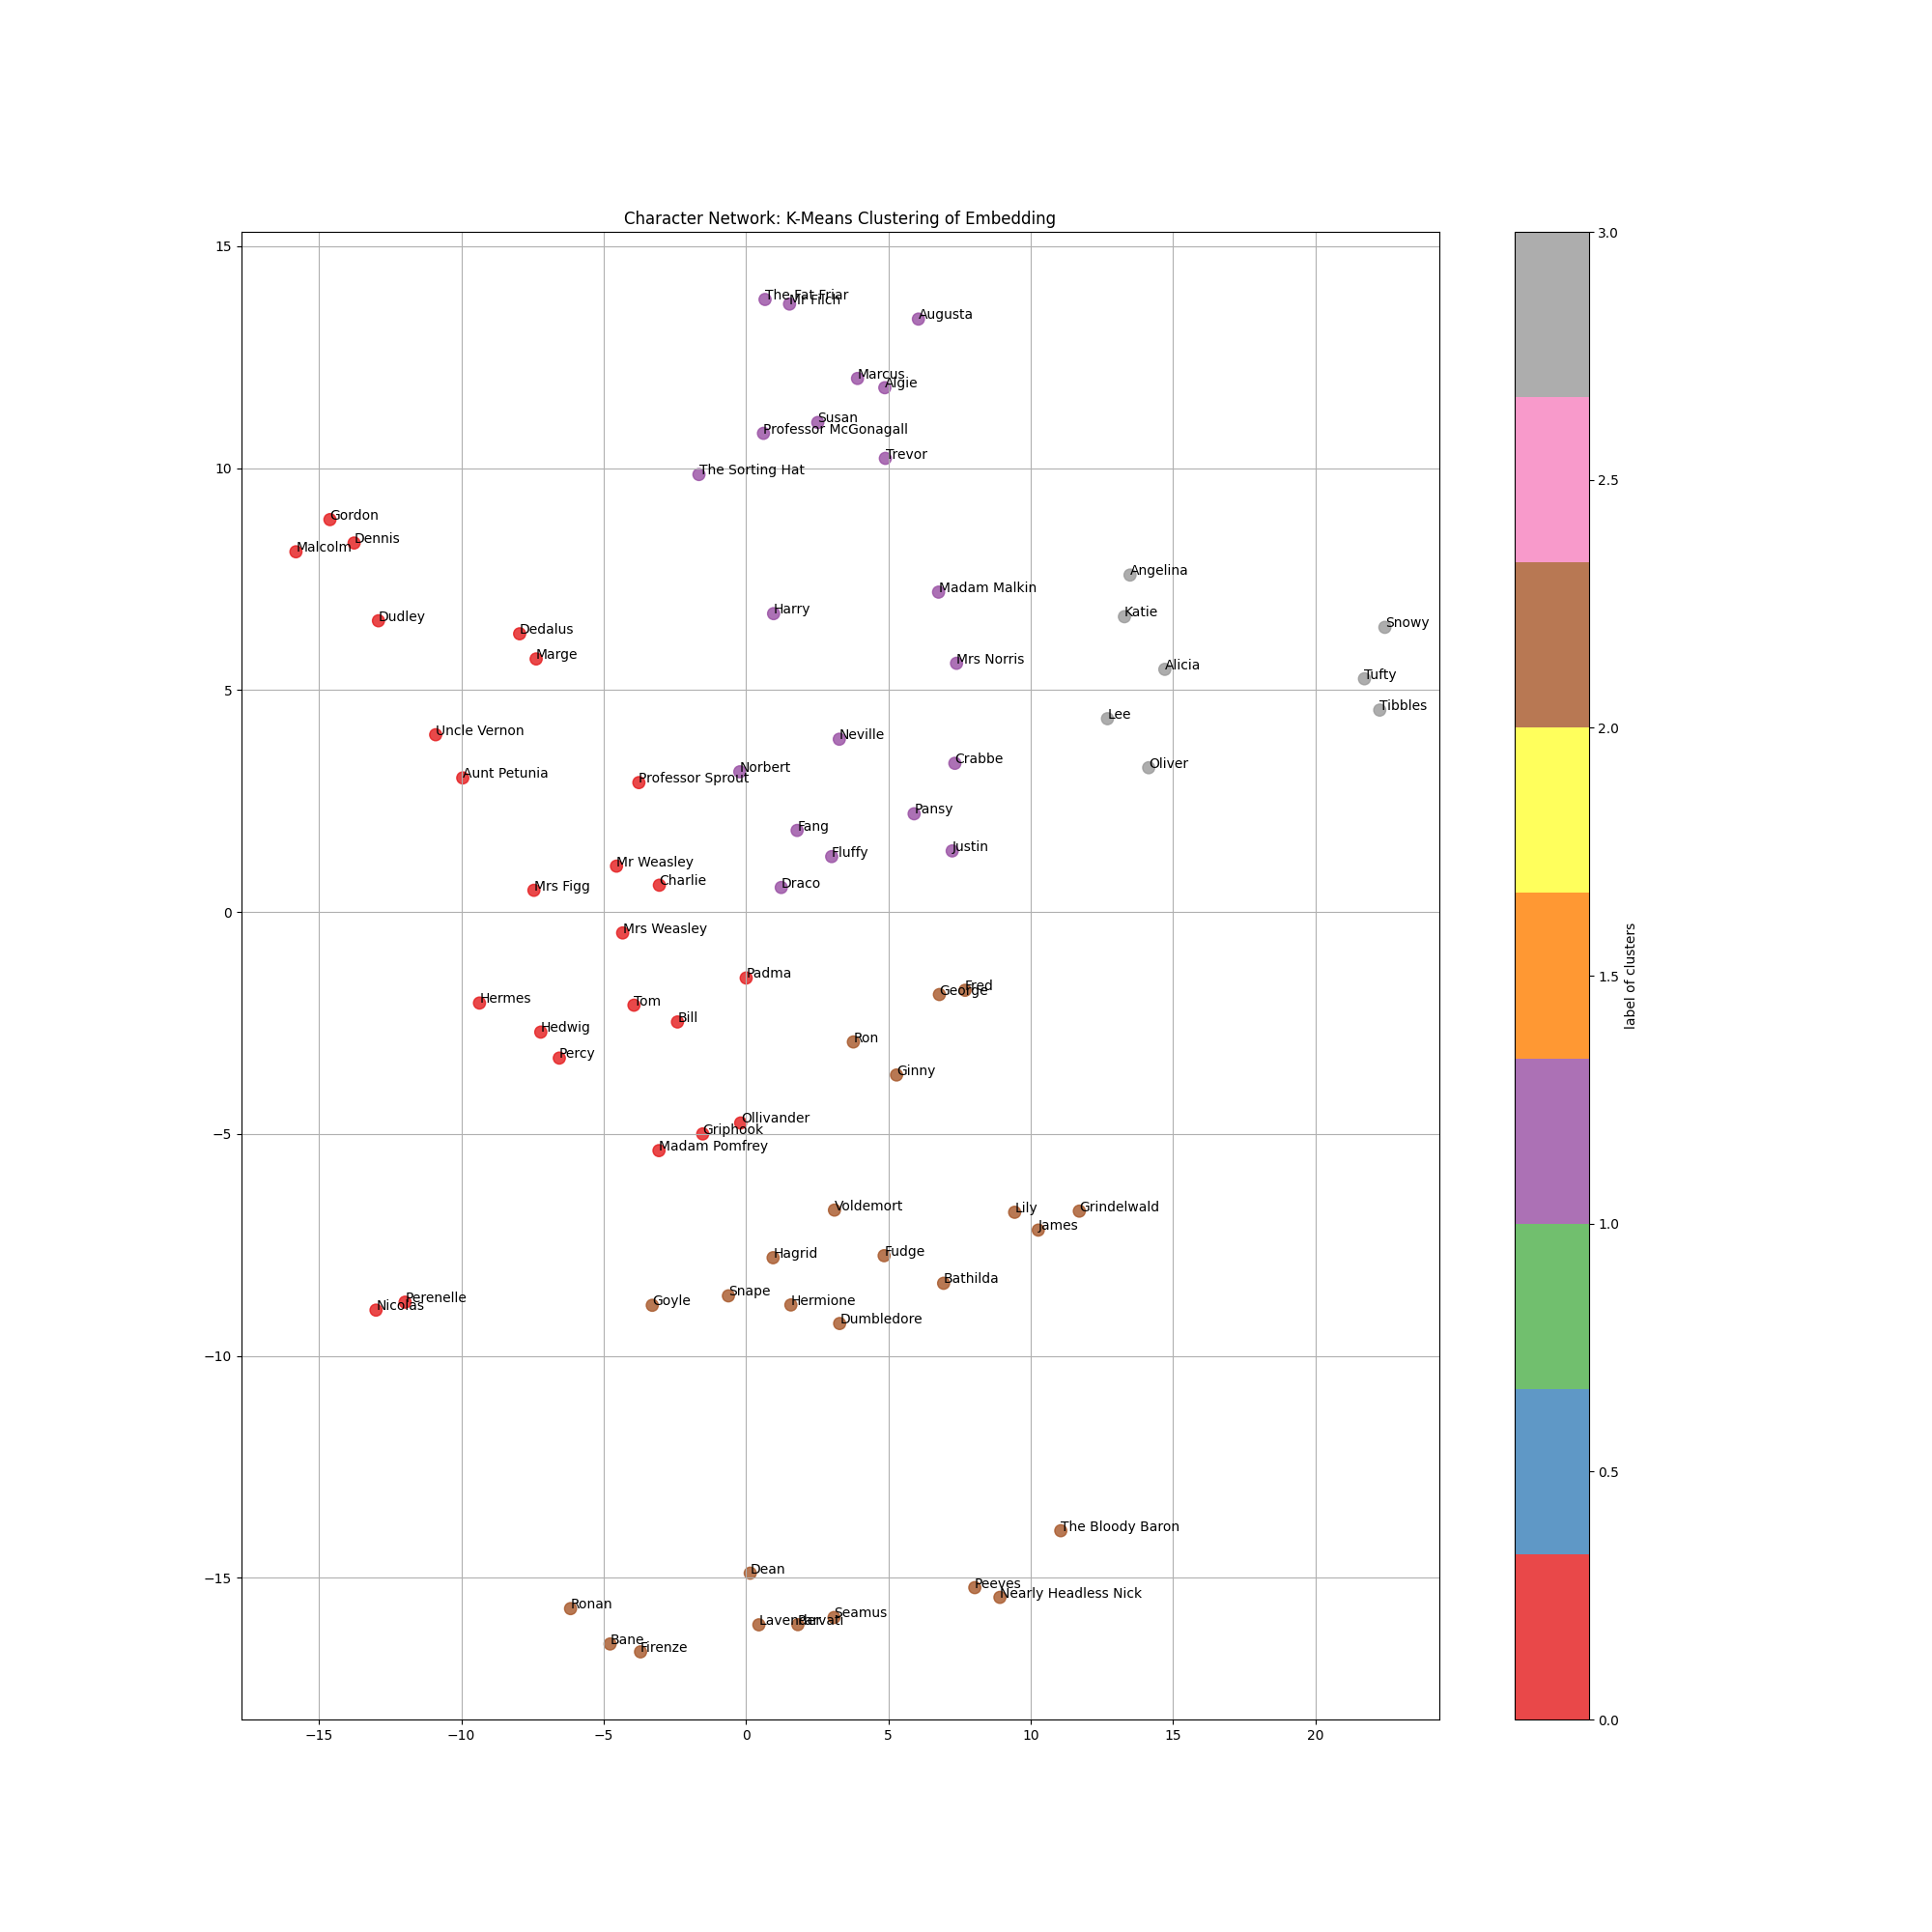 Character Network: K-Means Clustering of Embedding
15
10
5
0
−5
−10
−15
The Fat Friar
Mr Filch
Augusta
Marcus
Algie
Susan
Professor McGonagall
Trevor
The Sorting Hat
Gordon
Dennis
Malcolm
Angelina
Madam Malkin
Katie
Harry
Dudley
Snowy
Dedalus
Marge
Mrs Norris
Alicia
Tufty
Tibbles
Lee
Uncle Vernon
Neville
Aunt Petunia
Norbert
Professor Sprout
Crabbe
Oliver
Pansy
Fang
Justin
Fluffy
Mr Weasley
Charlie
Mrs Figg
Draco
Mrs Weasley
Padma
Fred
George
Hermes
Tom
Bill
Hedwig
Ron
Percy
Ginny
Ollivander
Griphook
Madam Pomfrey
Voldemort
Lily
Grindelwald
James
Hagrid
Fudge
Bathilda
Snape
Perenelle
Nicolas
Goyle
Hermione
Dumbledore
The Bloody Baron
Dean
Peeves
Nearly Headless Nick
Ronan
Seamus
Lavender
Parvati
Bane
Firenze
−15
−10
−5
0
5
10
15
20
3.0
2.5
2.0
1.5
1.0
0.5
0.0
label of clusters